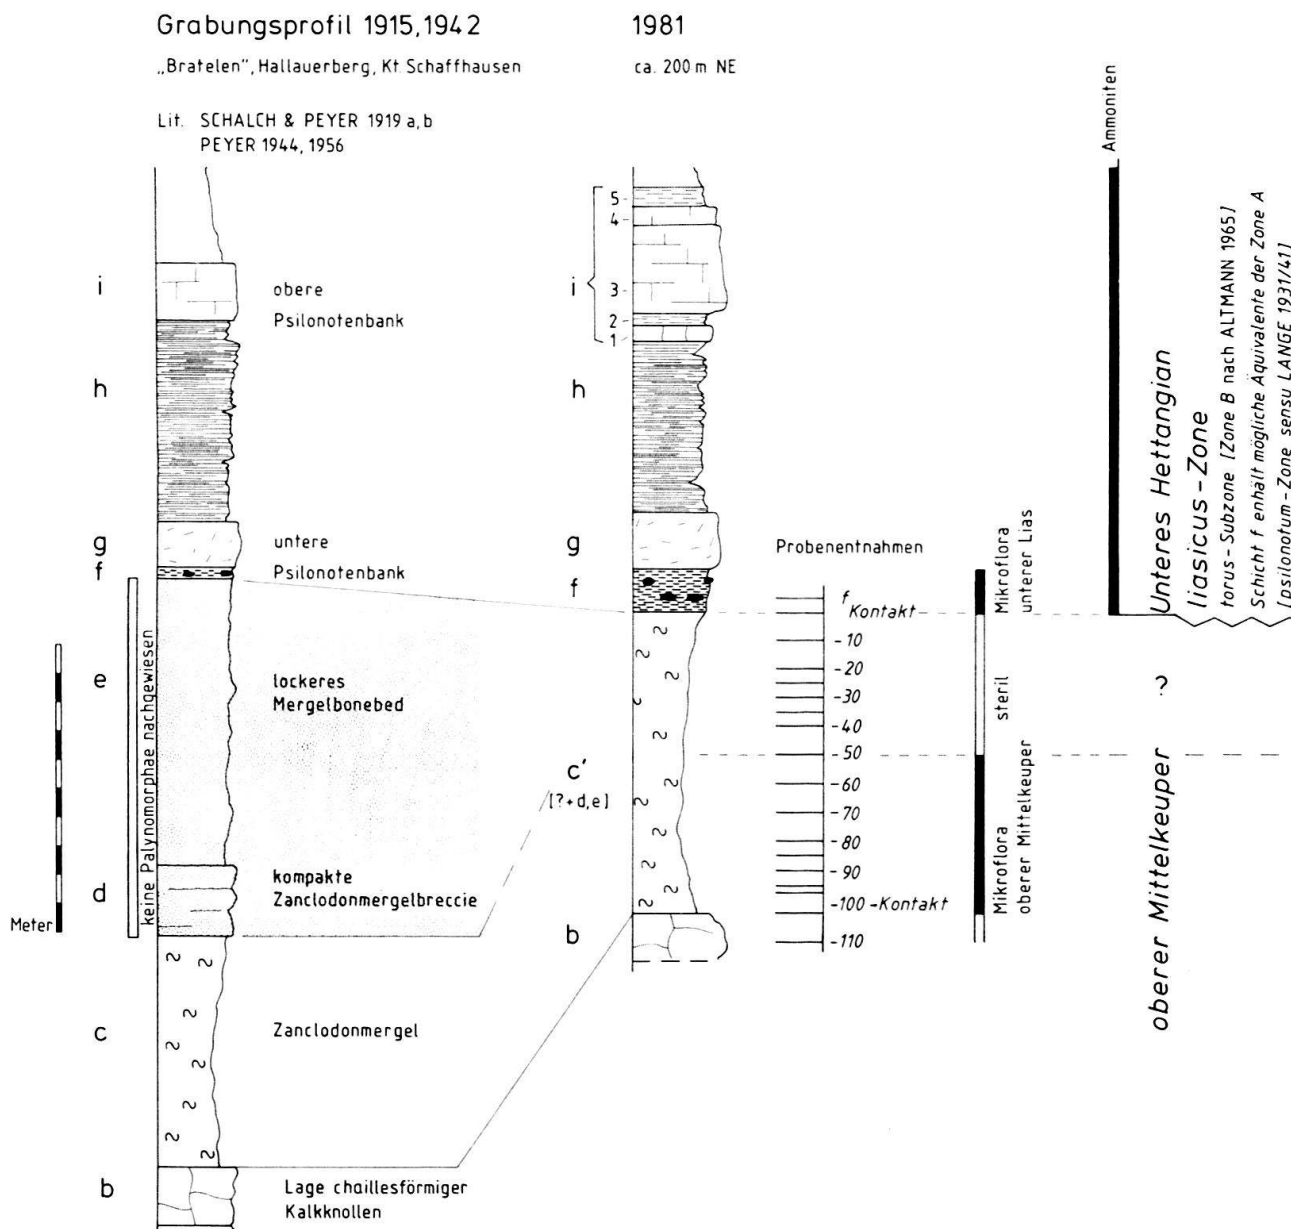 Grabungsprofil 1915,1942
„Bratelen", Hallauerberg, Kt. Schaffhausen
Lit. SCHALCH & PEYER 1919 a,b
PEYER 1944, 1956
1981
ca. 200 m NE
i
obere
Psilonotenbank
h
g
untere
f
Psilonotenbank
e
lockeres
Mergelbonebed
d
kompakte
Zanclodonmergelbreccie
c
Zanclodonmergel
b
Lage chaillesförmiger
Kalkknollen
Meter
keine Palynomorphae nachgewiesen
5
4
i
3
2
1
h
g
f
c'
[?+d,e]
b
Probenentnahmen
f
Kontakt
-10
-20
-30
-40
-50
-60
-70
-80
-90
-100 -Kontakt
-110
Mikroflora
unterer Lias
steril
Mikroflora
oberer Mittelkeuper
Ammoniten
Unteres Hettangian
liasicus-Zone
torus-Subzone [Zone B nach ALTMANN 1965]
Schicht f enhält mögliche Äquivalente der Zone A
[psilonotum-Zone sensu LANGE 1931/41]
?
oberer Mittelkeuper